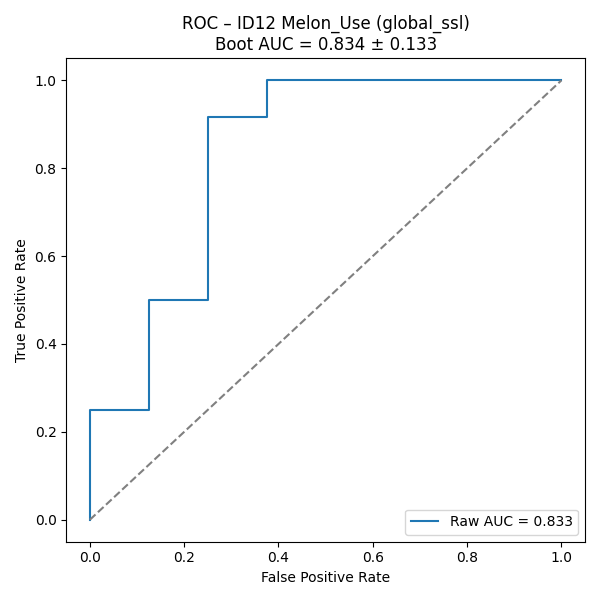 ROC – ID12 Melon_Use (global_ssl)
Boot AUC = 0.834 ± 0.133
True Positive Rate
1.0
0.8
0.6
0.4
0.2
0.0
Raw AUC = 0.833
0.0 0.2 0.4 0.6 0.8 1.0
False Positive Rate